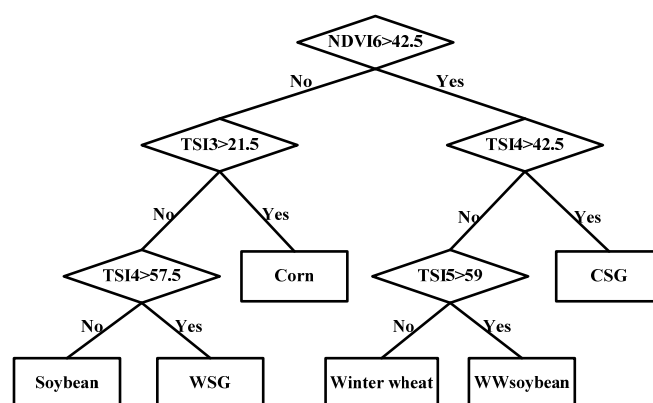 NDVI6>42.5
No
Yes
TSI3>21.5
TSI4>42.5
No
Yes
No
Yes
TSI4>57.5
Corn
TSI5>59
CSG
No
Yes
No
Yes
Soybean
WSG
Winter wheat
WWsoybean